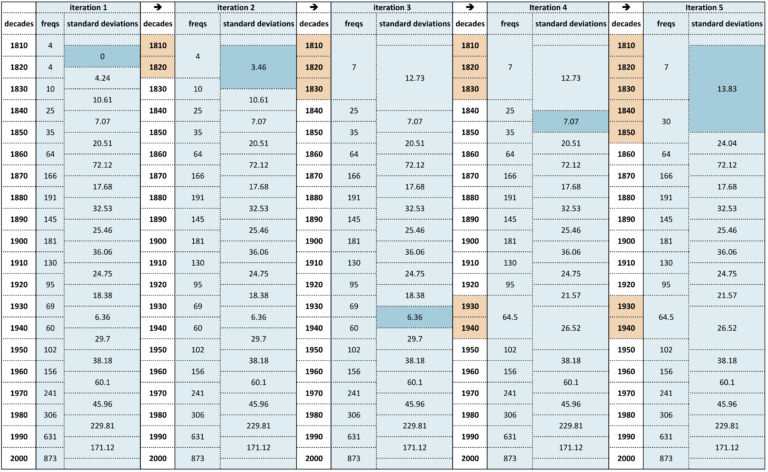 iteration 1 ➔ iteration 2 ➔ iteration 3 ➔ Iteration 4 ➔ Iteration 5
decades freqs standard deviations decades freqs standard deviations decades freqs standard deviations decades freqs standard deviations decades freqs standard deviations
1810 4 1810 1810 1810 1810
0 4
1820 4 1820 3.46 1820 7 1820 7 1820 7
4.24 12.73 12.73
1830 10 1830 10 1830 1830 1830 13.83
10.61 10.61
1840 25 1840 25 1840 25 1840 25 1840
7.07 7.07 7.07 7.07 30
1850 35 1850 35 1850 35 1850 35 1850
20.51 20.51 20.51 20.51 24.04
1860 64 1860 64 1860 64 1860 64 1860 64
72.12 72.12 72.12 72.12 72.12
1870 166 1870 166 1870 166 1870 166 1870 166
17.68 17.68 17.68 17.68 17.68
1880 191 1880 191 1880 191 1880 191 1880 191
32.53 32.53 32.53 32.53 32.53
1890 145 1890 145 1890 145 1890 145 1890 145
25.46 25.46 25.46 25.46 25.46
1900 181 1900 181 1900 181 1900 181 1900 181
36.06 36.06 36.06 36.06 36.06
1910 130 1910 130 1910 130 1910 130 1910 130
24.75 24.75 24.75 24.75 24.75
1920 95 1920 95 1920 95 1920 95 1920 95
18.38 18.38 18.38 21.57 21.57
1930 69 1930 69 1930 69 1930 1930
6.36 6.36 6.36 64.5 64.5
1940 60 1940 60 1940 60 1940 26.52 1940 26.52
29.7 29.7 29.7
1950 102 1950 102 1950 102 1950 102 1950 102
38.18 38.18 38.18 38.18 38.18
1960 156 1960 156 1960 156 1960 156 1960 156
60.1 60.1 60.1 60.1 60.1
1970 241 1970 241 1970 241 1970 241 1970 241
45.96 45.96 45.96 45.96 45.96
1980 306 1980 306 1980 306 1980 306 1980 306
229.81 229.81 229.81 229.81 229.81
1990 631 1990 631 1990 631 1990 631 1990 631
171.12 171.12 171.12 171.12 171.12
2000 873 2000 873 2000 873 2000 873 2000 873